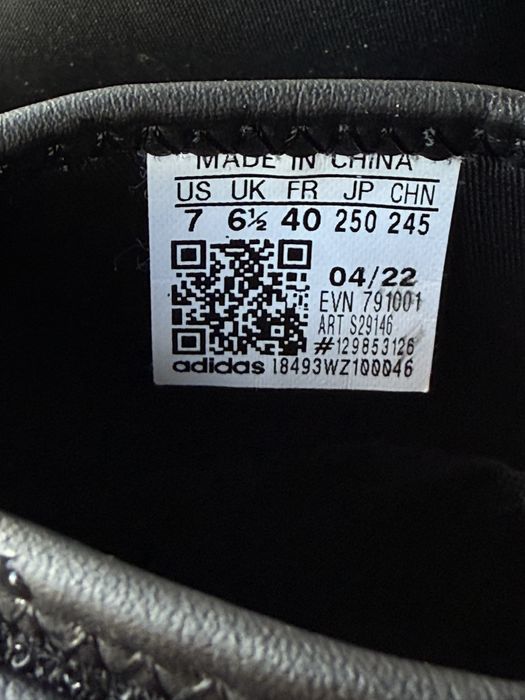 MADE IN CHINA
US UK FR JP CHN
7 6½ 40 250 245
04/22
EVN 791001
ART S29146
#129853126
adidas 18493WZ100046